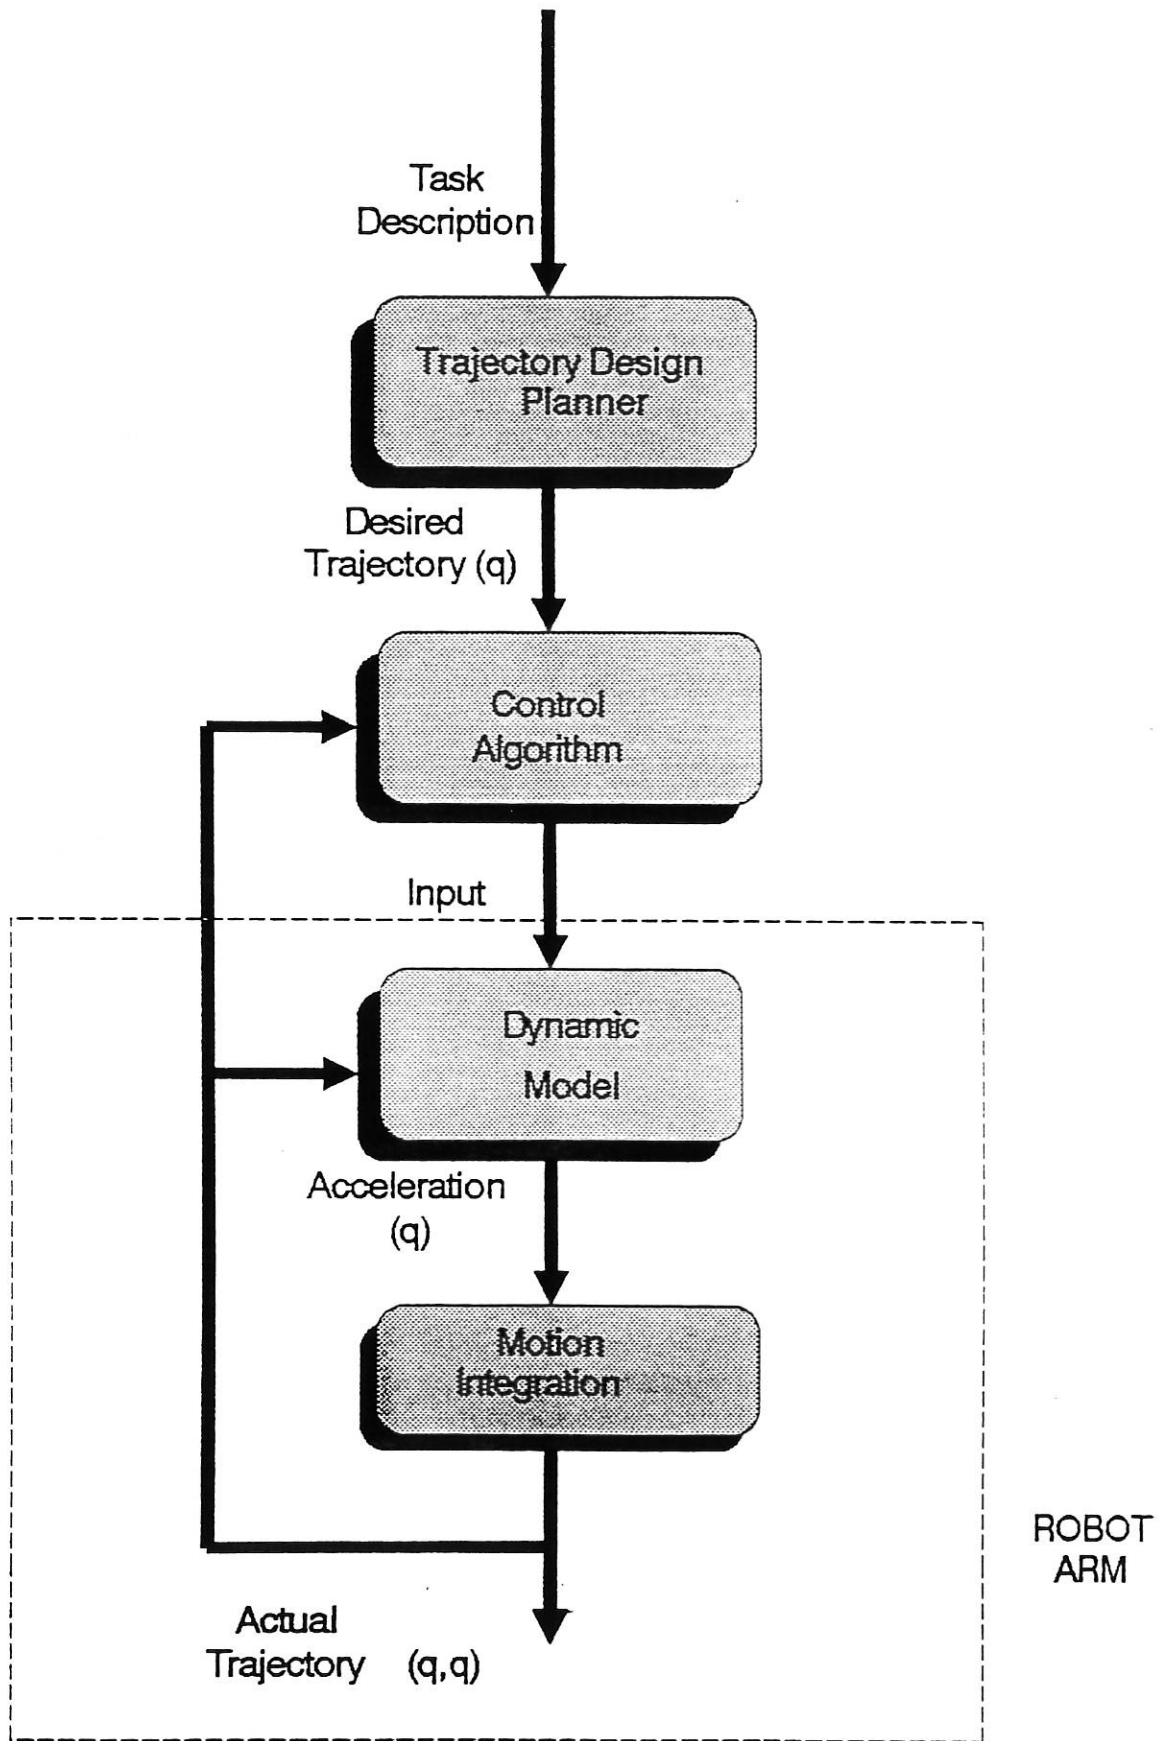 Task
Description
Trajectory Design
Planner
Desired
Trajectory (q)
Control
Algorithm
Input
Dynamic
Model
Acceleration
(q)
Motion
Integration
ROBOT
ARM
Actual
Trajectory (q,q)